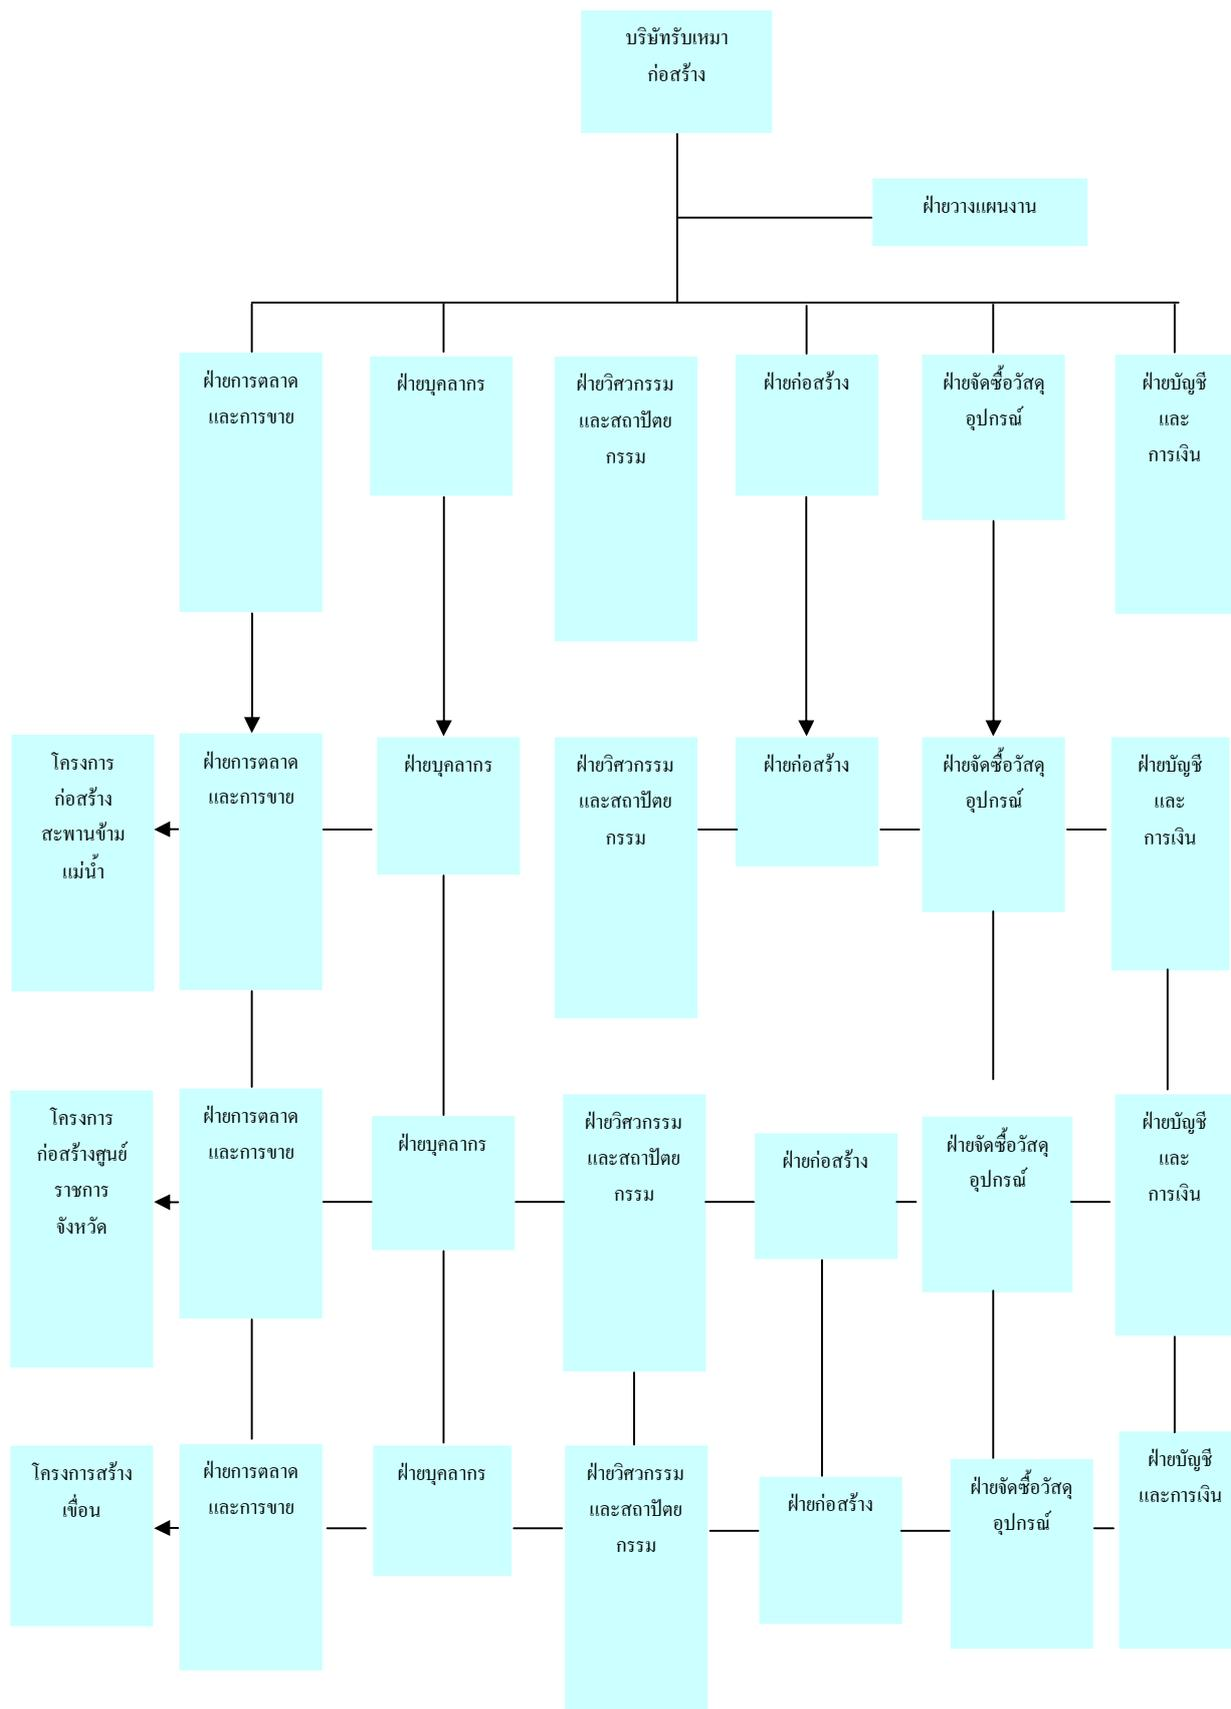 บริษัทรับเหมา
ก่อสร้าง
ฝ่ายวางแผนงาน
ฝ่ายการตลาด
และการขาย
ฝ่ายบุคลากร
ฝ่ายวิศวกรรม
และสถาปัตย
กรรม
ฝ่ายก่อสร้าง
ฝ่ายจัดซื้อวัสดุ
อุปกรณ์
ฝ่ายบัญชี
และ
การเงิน
โครงการ
ก่อสร้าง
สะพานข้าม
แม่น้ำ
ฝ่ายการตลาด
และการขาย
ฝ่ายบุคลากร
ฝ่ายวิศวกรรม
และสถาปัตย
กรรม
ฝ่ายก่อสร้าง
ฝ่ายจัดซื้อวัสดุ
อุปกรณ์
ฝ่ายบัญชี
และ
การเงิน
โครงการ
ก่อสร้างศูนย์
ราชการ
จังหวัด
ฝ่ายการตลาด
และการขาย
ฝ่ายบุคลากร
ฝ่ายวิศวกรรม
และสถาปัตย
กรรม
ฝ่ายก่อสร้าง
ฝ่ายจัดซื้อวัสดุ
อุปกรณ์
ฝ่ายบัญชี
และ
การเงิน
โครงการสร้าง
เขื่อน
ฝ่ายการตลาด
และการขาย
ฝ่ายบุคลากร
ฝ่ายวิศวกรรม
และสถาปัตย
กรรม
ฝ่ายก่อสร้าง
ฝ่ายจัดซื้อวัสดุ
อุปกรณ์
ฝ่ายบัญชี
และการเงิน